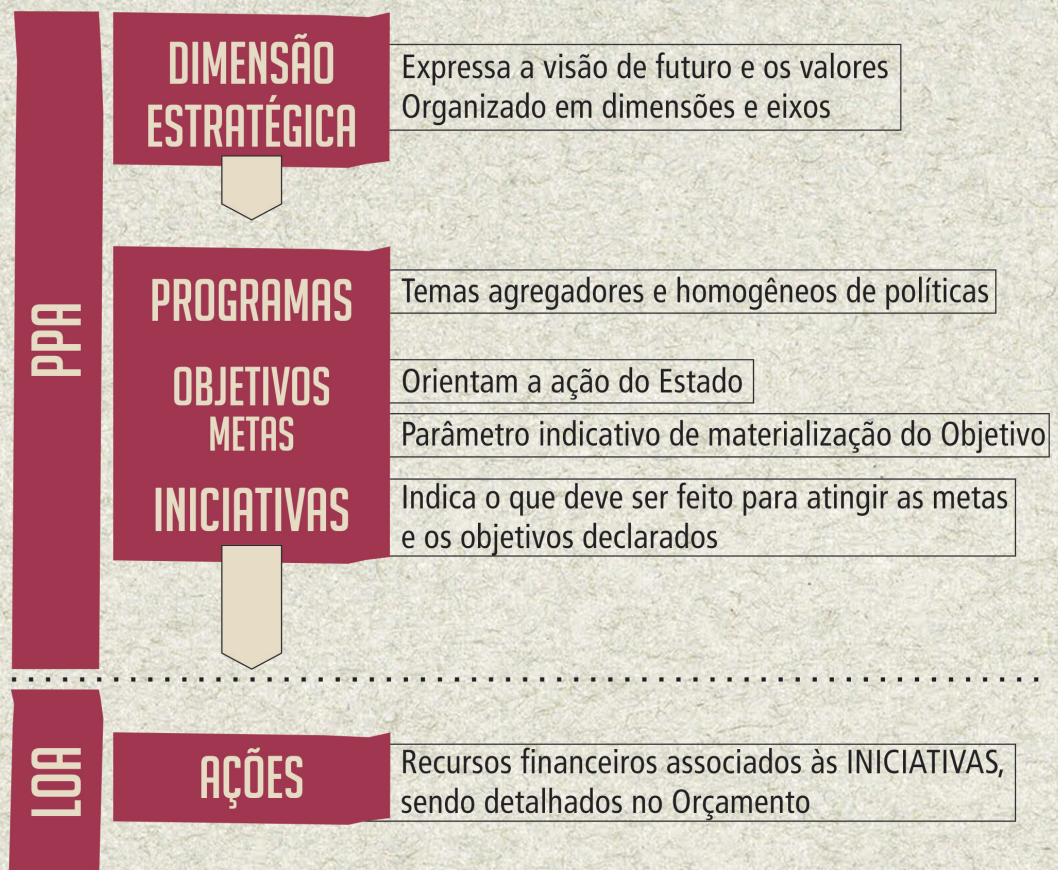 PPA
DIMENSÃO
ESTRATÉGICA
Expressa a visão de futuro e os valores
Organizado em dimensões e eixos
PROGRAMAS
Temas agregadores e homogêneos de políticas
OBJETIVOS
Orientam a ação do Estado
METAS
Parâmetro indicativo de materialização do Objetivo
INICIATIVAS
Indica o que deve ser feito para atingir as metas
e os objetivos declarados
LOA
AÇÕES
Recursos financeiros associados às INICIATIVAS,
sendo detalhados no Orçamento